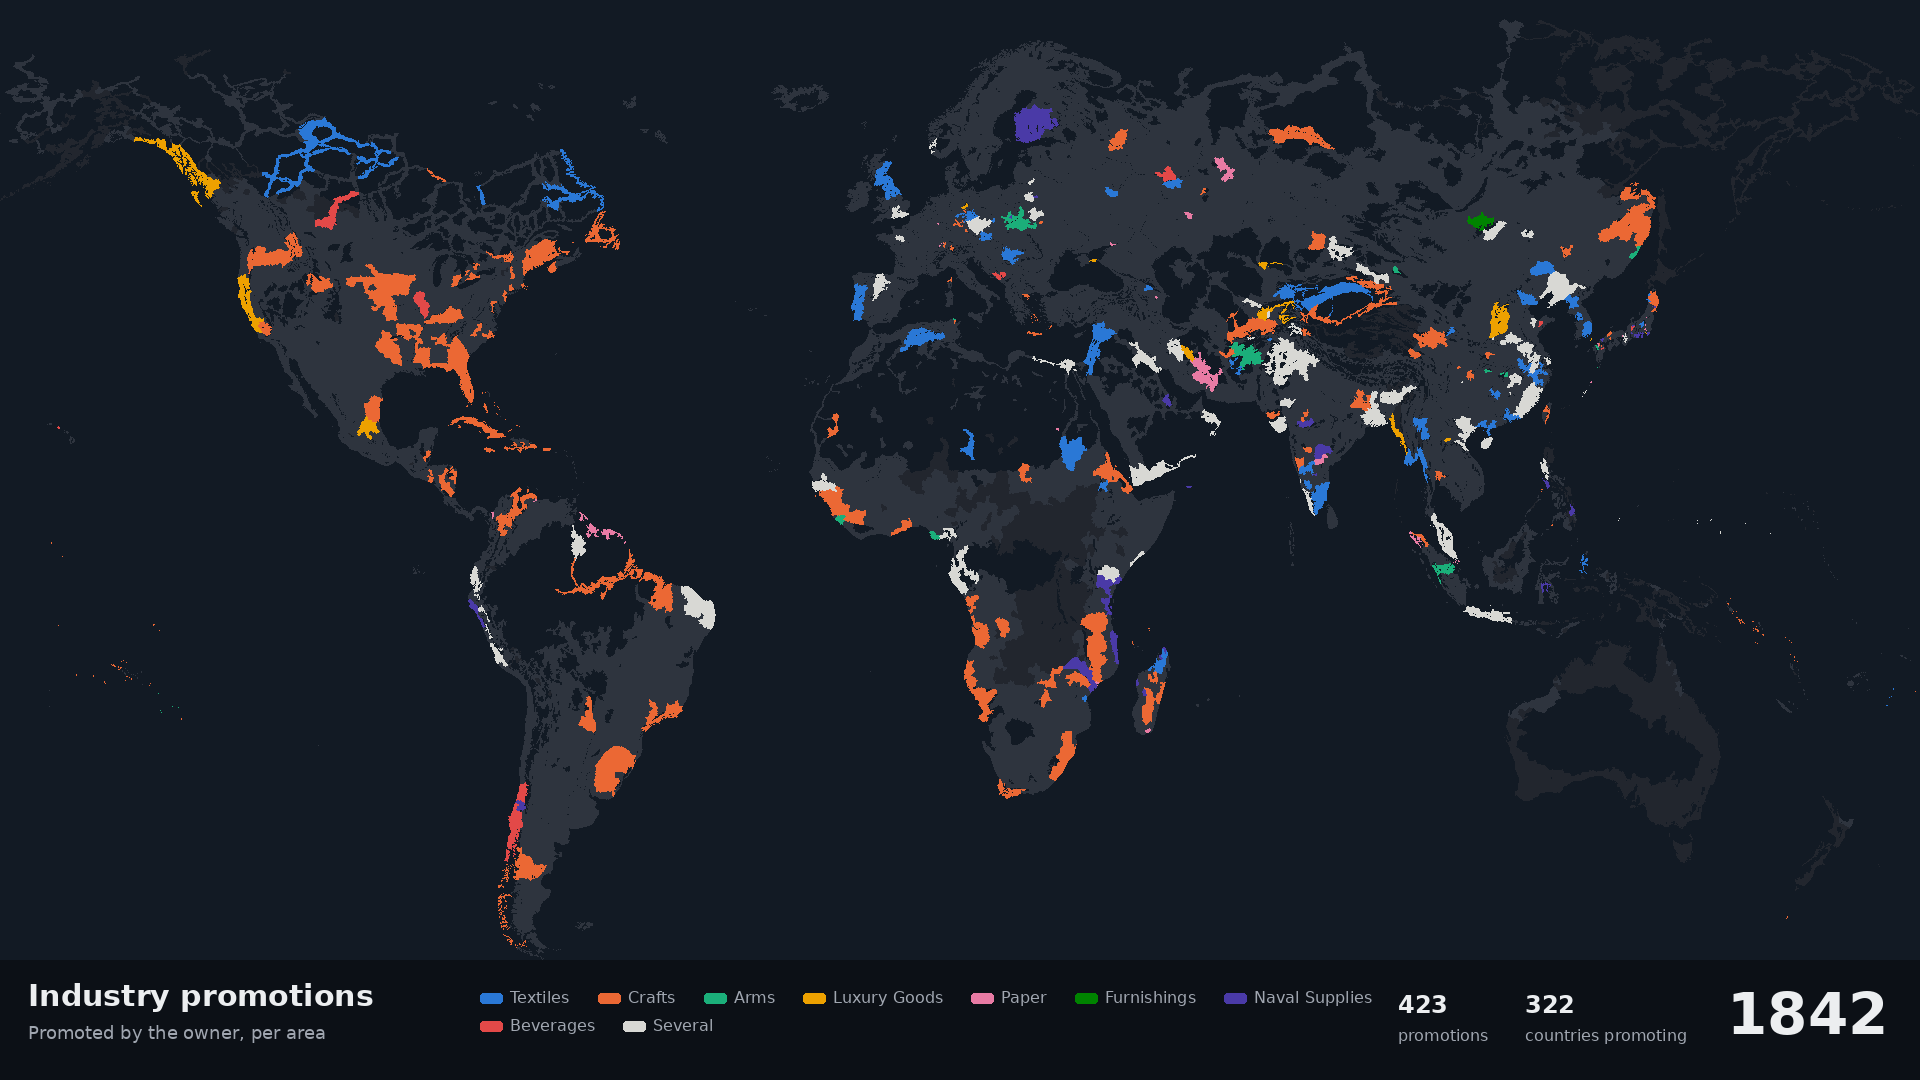 Industry promotions
Promoted by the owner, per area
Textiles Crafts Arms Luxury Goods Paper Furnishings Naval Supplies
Beverages Several
423
promotions
322
countries promoting
1842